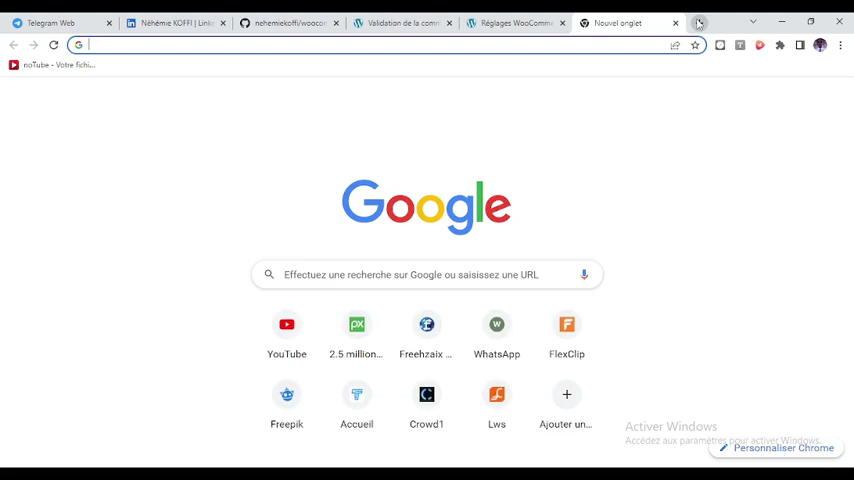 Telegram Web
Néhémie KOFFI | Linke
nehemiekoffi/woocom
Validation de la comm
Réglages WooComme
Nouvel onglet
noTube - Votre fichi...
Google
Effectuez une recherche sur Google ou saisissez une URL
YouTube
2.5 million...
Freehzaix ...
WhatsApp
FlexClip
Freepik
Accueil
Crowd1
Lws
Ajouter un...
Activer Windows
Accédez aux paramètres pour activer Windows.
Personnaliser Chrome